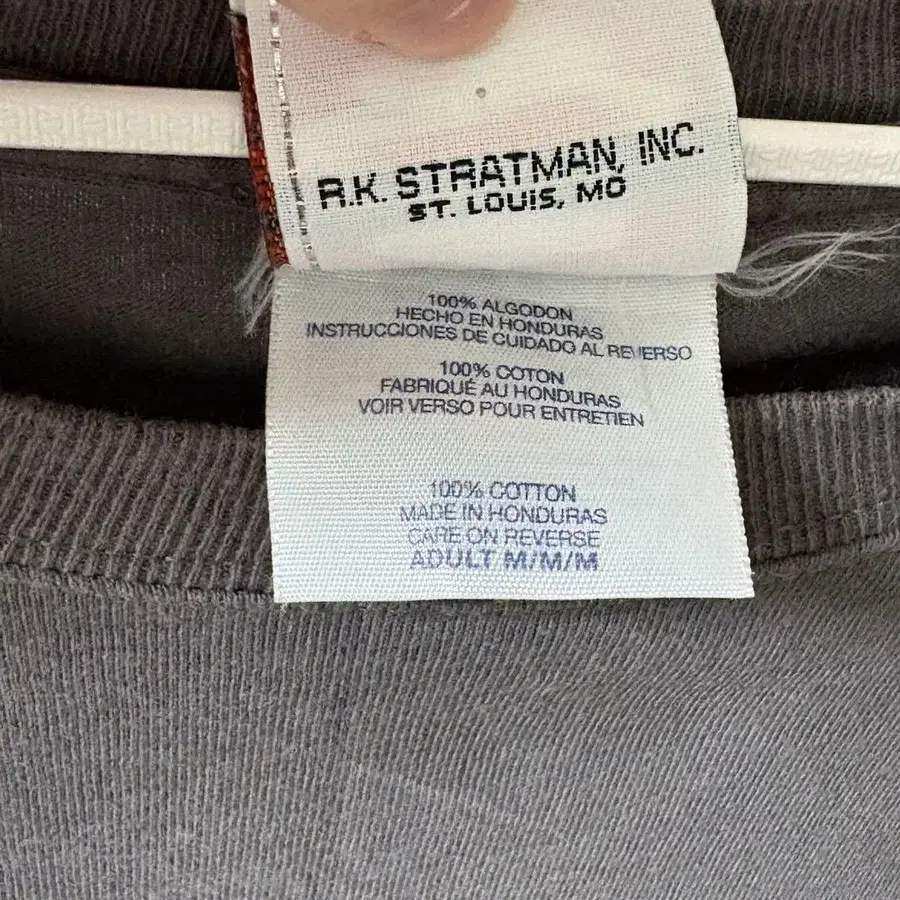 R.K. STRATMAN, INC.
ST. LOUIS, MO
100% ALGODON
HECHO EN HONDURAS
INSTRUCCIONES DE CUIDADO AL REVERSO
100% COTON
FABRIQUÉ AU HONDURAS
VOIR VERSO POUR ENTRETIEN
100% COTTON
MADE IN HONDURAS
CARE ON REVERSE
ADULT M/M/M